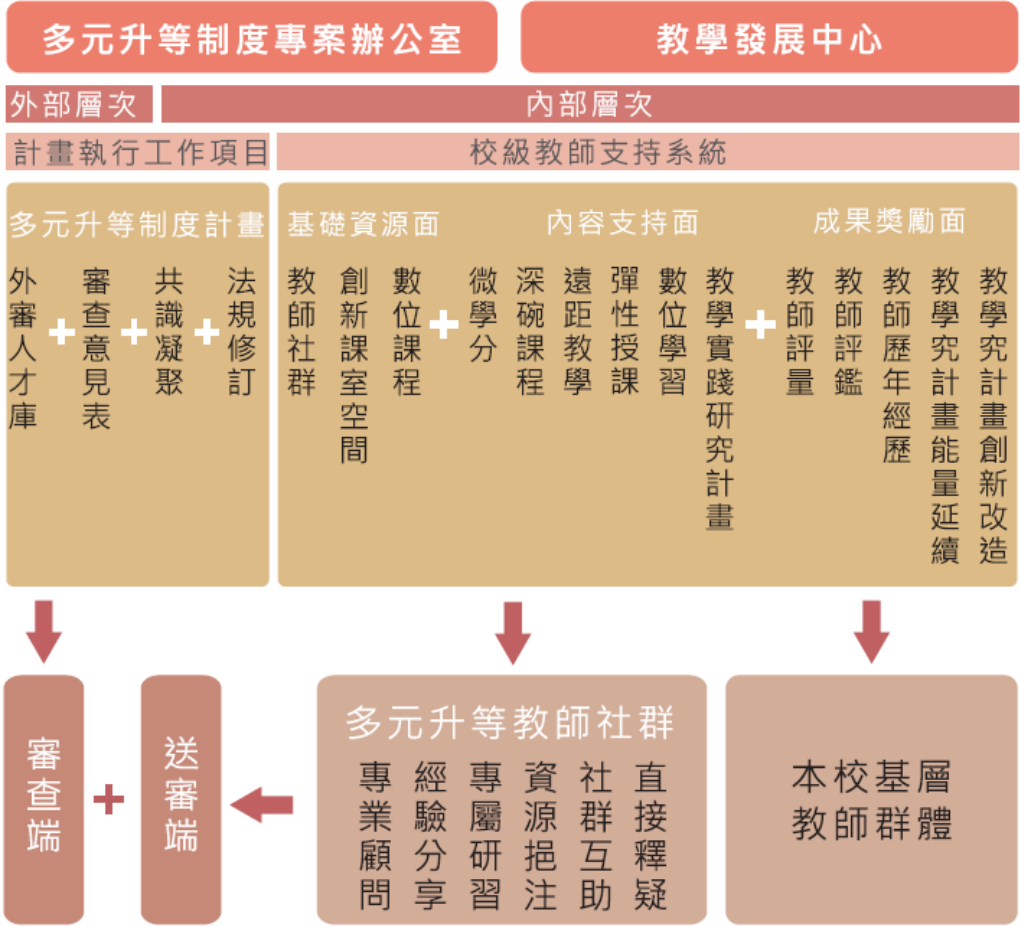 多元升等制度專案辦公室
教學發展中心
外部層次
內部層次
計畫執行工作項目
校級教師支持系統
多元升等制度計畫
外審人才庫
+
審查意見表
+
共識凝聚
+
法規修訂
基礎資源面
教師社群
創新課室空間
數位課程
+
內容支持面
微學分
深碗課程
遠距教學
彈性授課
數位學習
教學實踐研究計畫
+
成果獎勵面
教師評量
教師評鑑
教師歷年經歷
教學究計畫能量延續
教學究計畫創新改造
審查端
+
送審端
多元升等教師社群
專業顧問
經驗分享
專屬研習
資源挹注
社群互助
直接釋疑
本校基層
教師群體